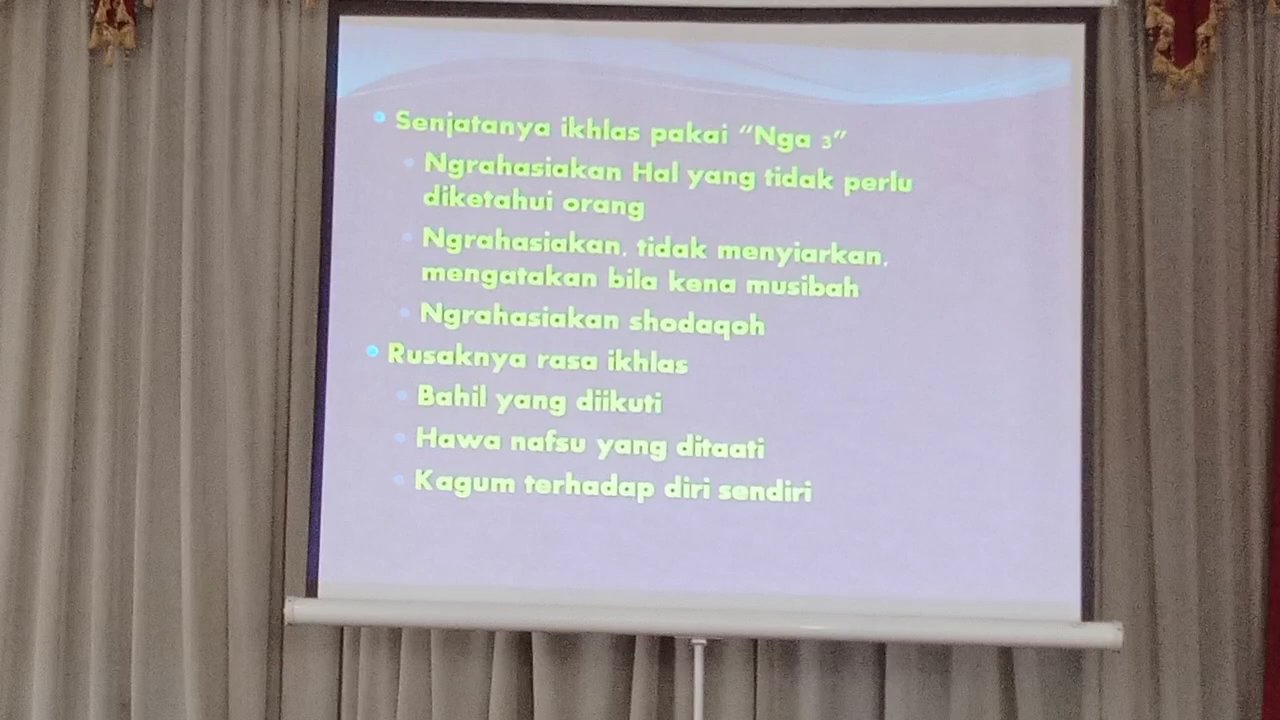 Senjatanya ikhlas pakai “Nga 3”
Ngrahasiakan Hal yang tidak perlu
diketahui orang
Ngrahasiakan, tidak menyiarkan,
mengatakan bila kena musibah
Ngrahasiakan shodaqoh
Rusaknya rasa ikhlas
Bahil yang diikuti
Hawa nafsu yang ditaati
Kagum terhadap diri sendiri